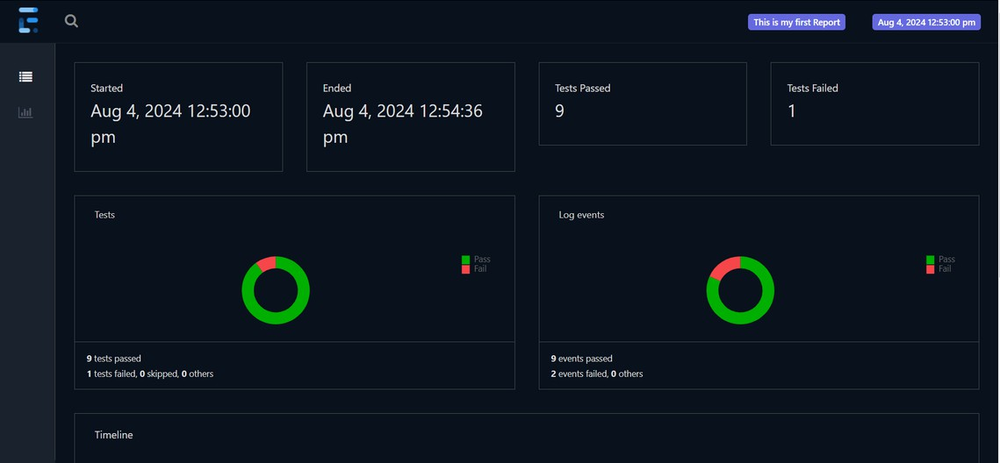 This is my first Report
Aug 4, 2024 12:53:00 pm
Started
Aug 4, 2024 12:53:00
pm
Ended
Aug 4, 2024 12:54:36
pm
Tests Passed
9
Tests Failed
1
Tests
Pass
Fail
9 tests passed
1 tests failed, 0 skipped, 0 others
Log events
Pass
Fail
9 events passed
2 events failed, 0 others
Timeline